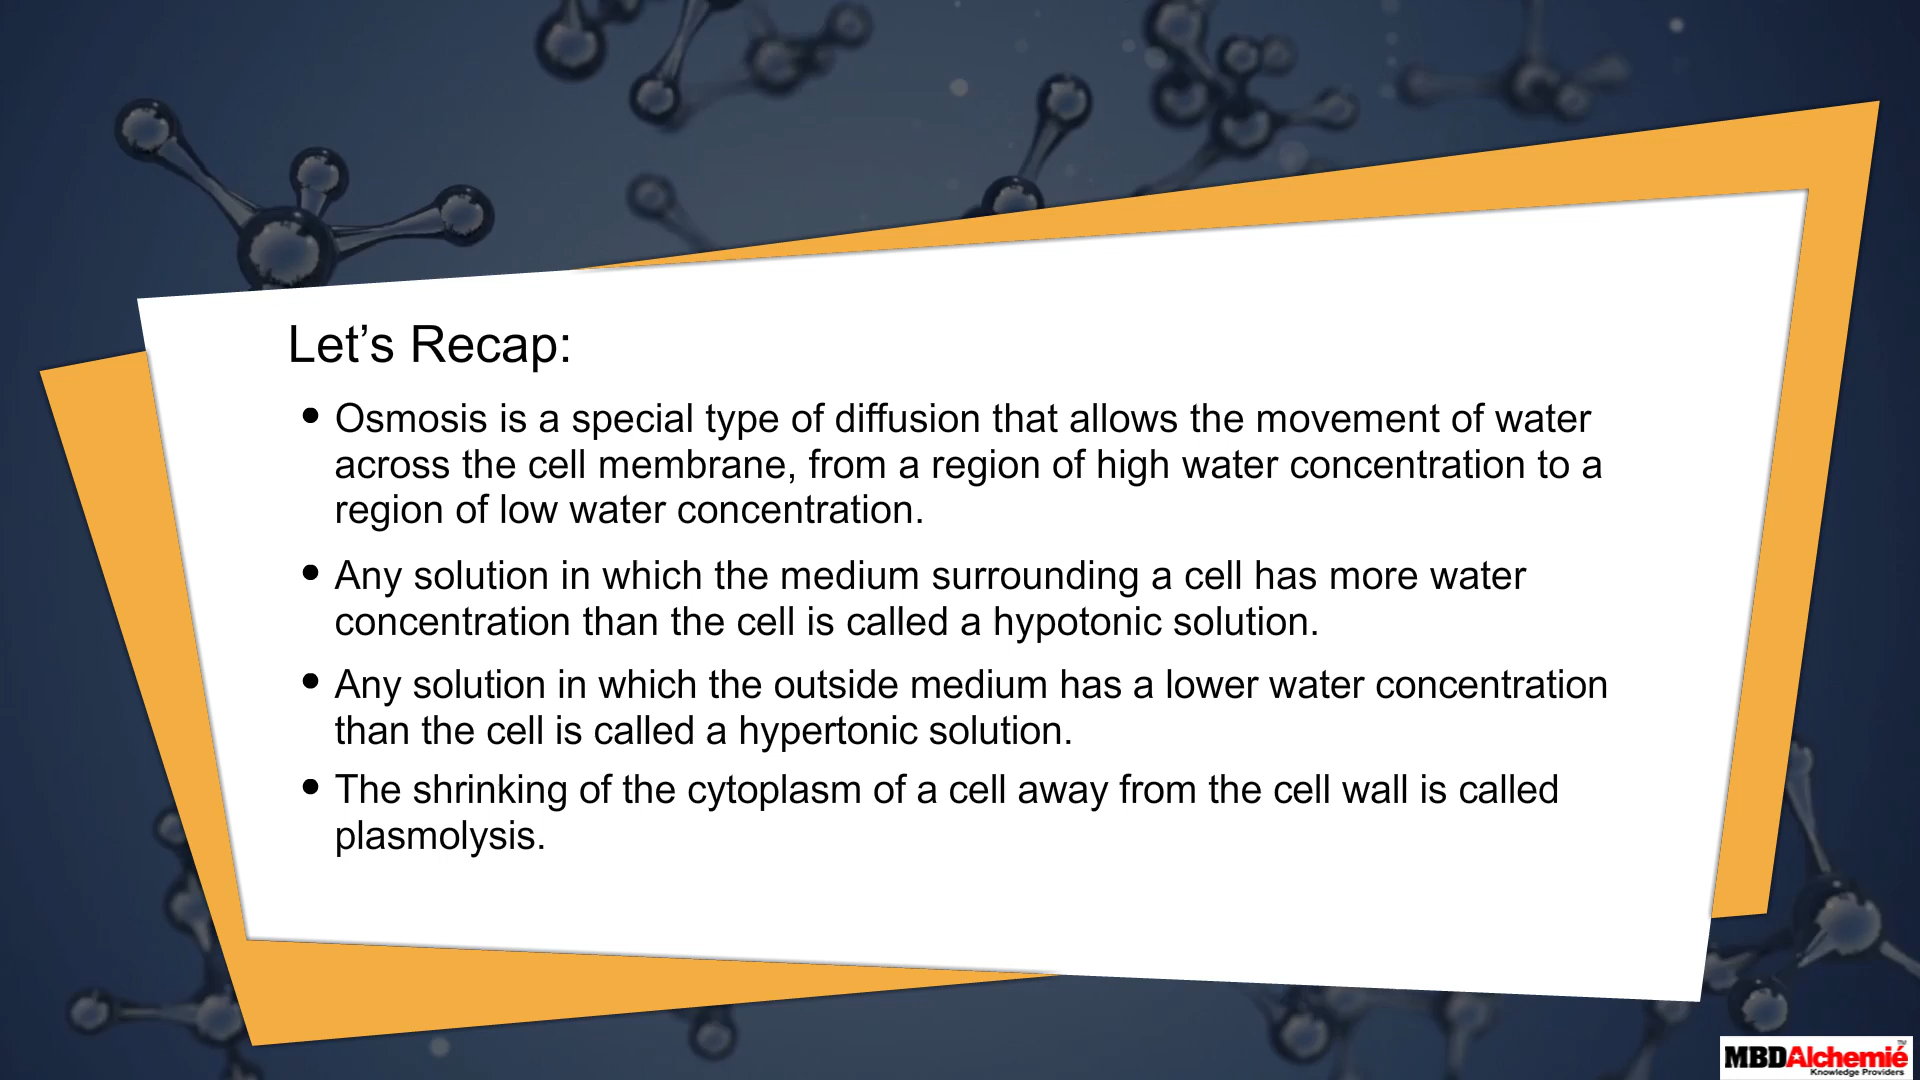 Let’s Recap:
• Osmosis is a special type of diffusion that allows the movement of water
across the cell membrane, from a region of high water concentration to a
region of low water concentration.
• Any solution in which the medium surrounding a cell has more water
concentration than the cell is called a hypotonic solution.
• Any solution in which the outside medium has a lower water concentration
than the cell is called a hypertonic solution.
• The shrinking of the cytoplasm of a cell away from the cell wall is called
plasmolysis.
MBDAlchemié™
Knowledge Providers